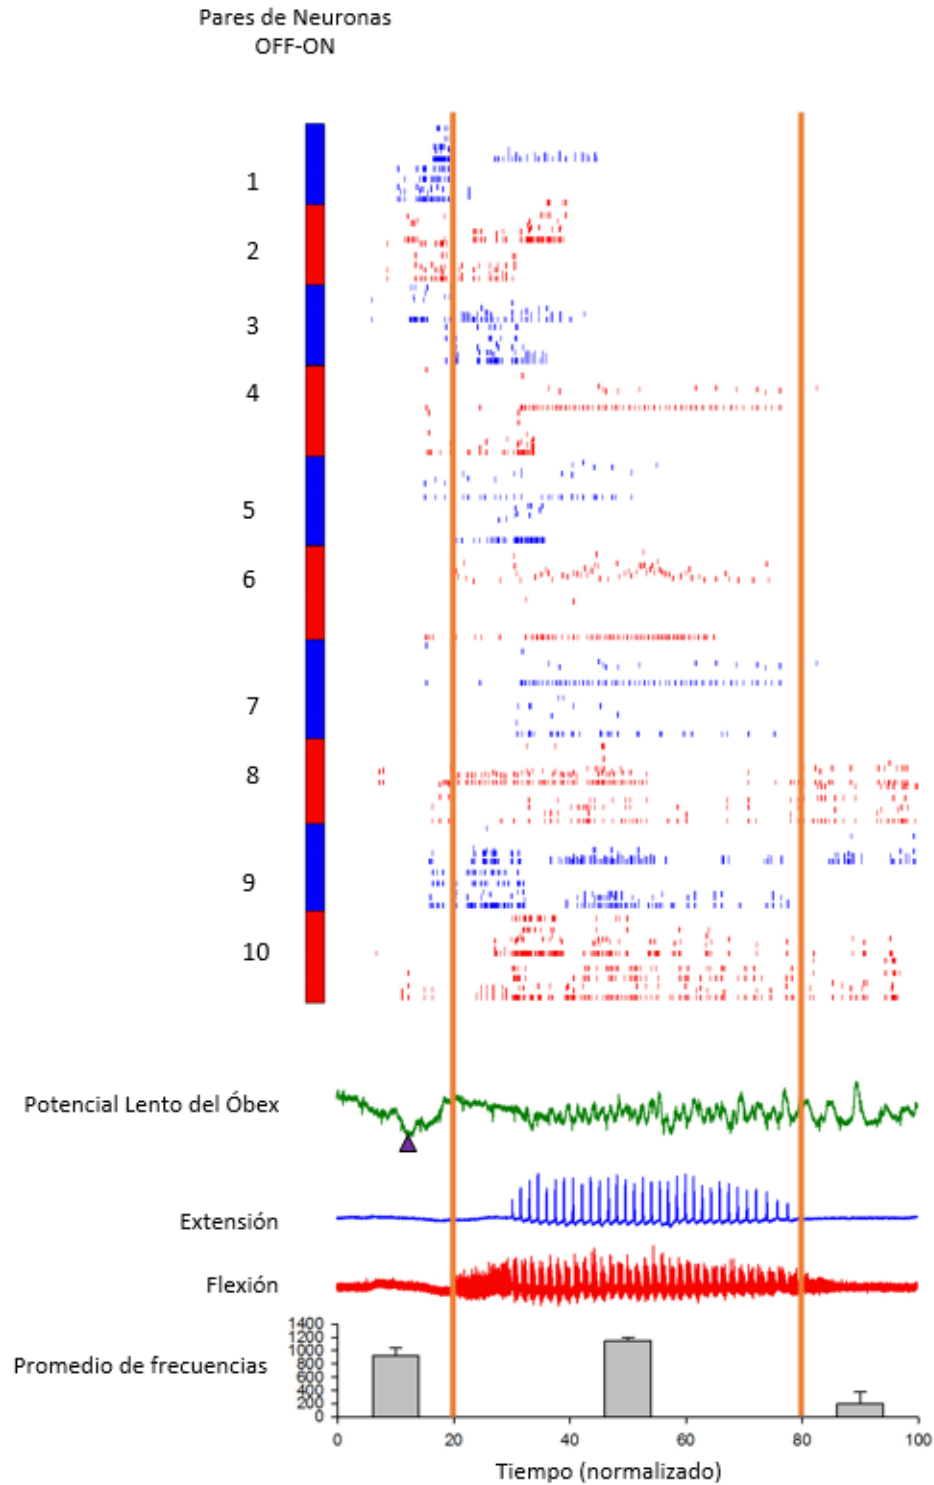 Pares de Neuronas
OFF-ON
1
2
3
4
5
6
7
8
9
10
Potencial Lento del Óbex
Extensión
Flexión
Promedio de frecuencias
1400
1200
1000
800
600
400
200
0
0 20 40 60 80 100
Tiempo (normalizado)